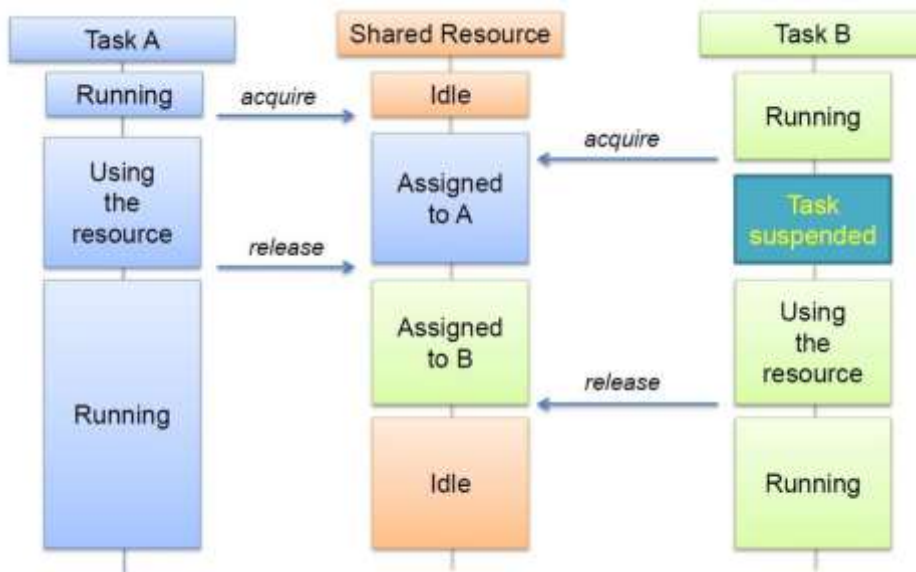 Task A
Shared Resource
Task B
Running
acquire
Idle
Running
acquire
Using
the
resource
Assigned
to A
Task
suspended
release
Assigned
to B
Using
the
resource
release
Running
Idle
Running